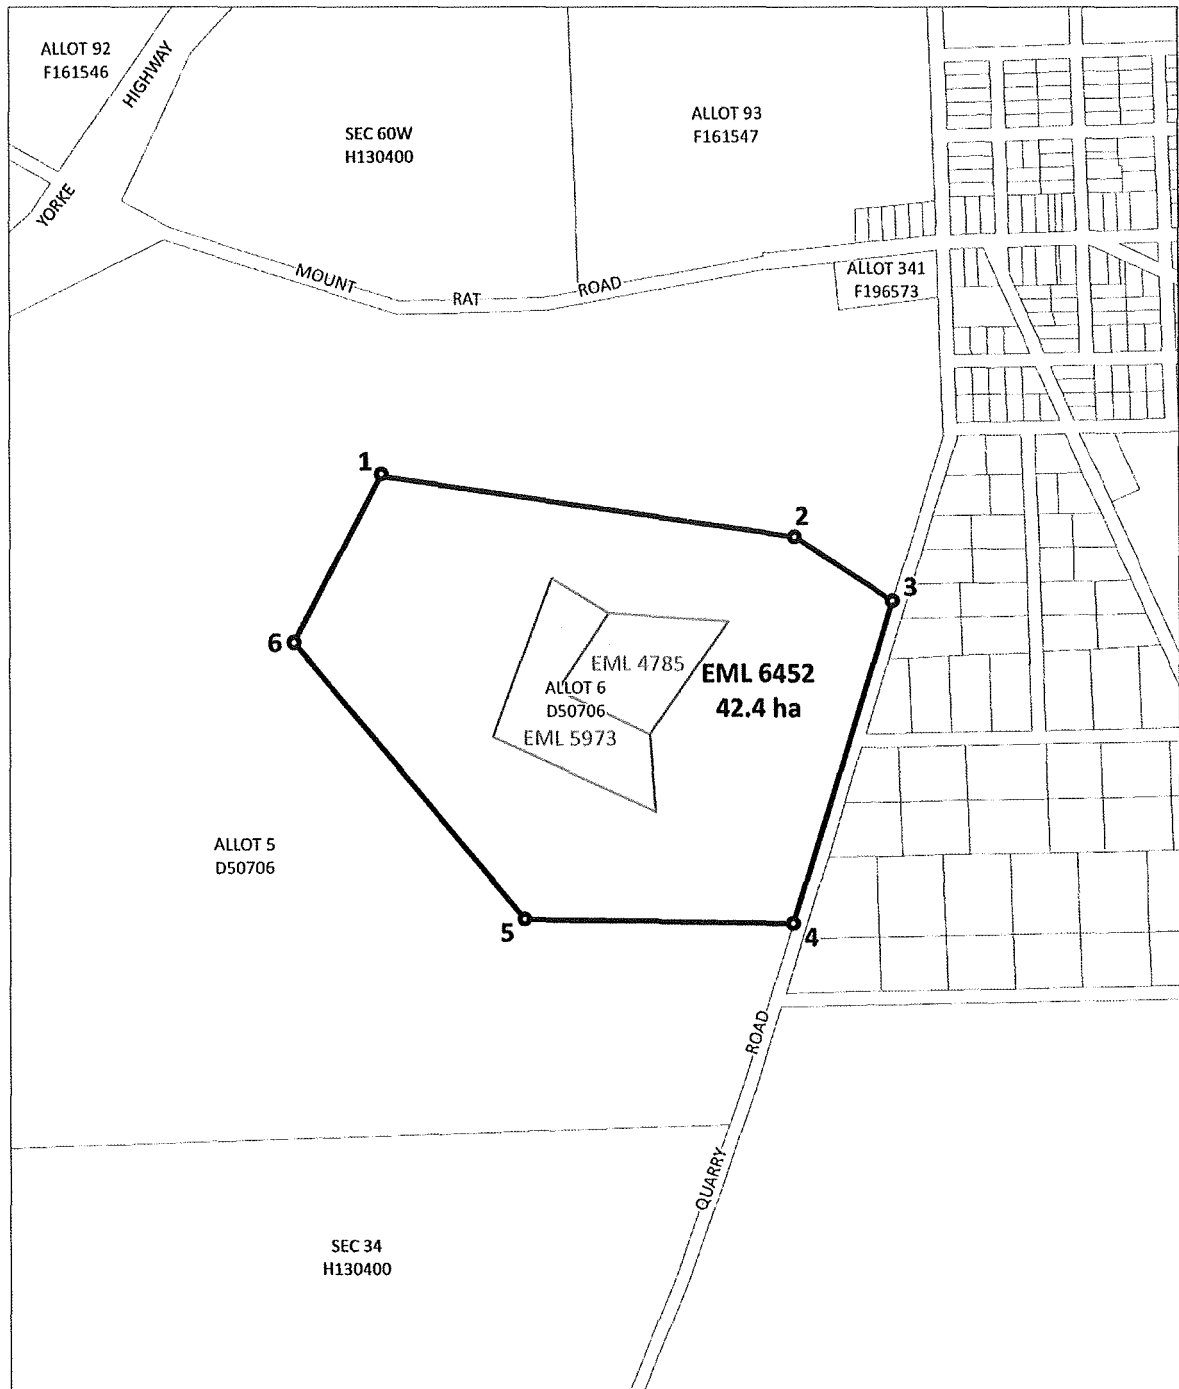 ALLOT 92
F161546
HIGHWAY
YORKE
SEC 60W
H130400
ALLOT 93
F161547
MOUNT
RAT
ROAD
ALLOT 341
F196573
1
2
3
6
EML 4785
EML 6452
42.4 ha
ALLOT 6
D50706
EML 5973
ALLOT 5
D50706
5
4
ROAD
QUARRY
SEC 34
H130400